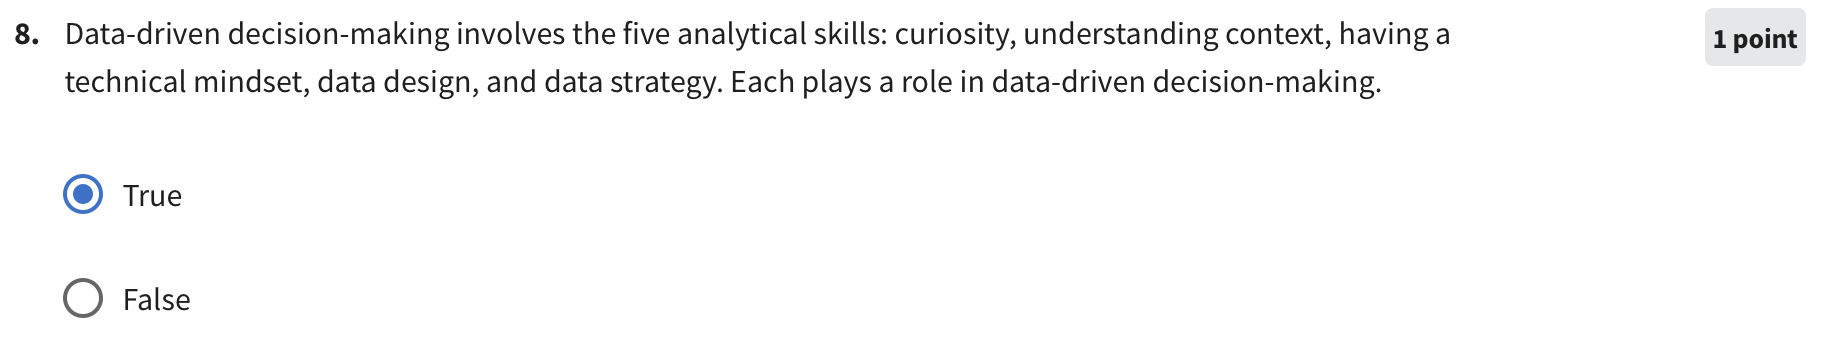 8. Data-driven decision-making involves the five analytical skills: curiosity, understanding context, having a 1 point
technical mindset, data design, and data strategy. Each plays a role in data-driven decision-making.
True
False